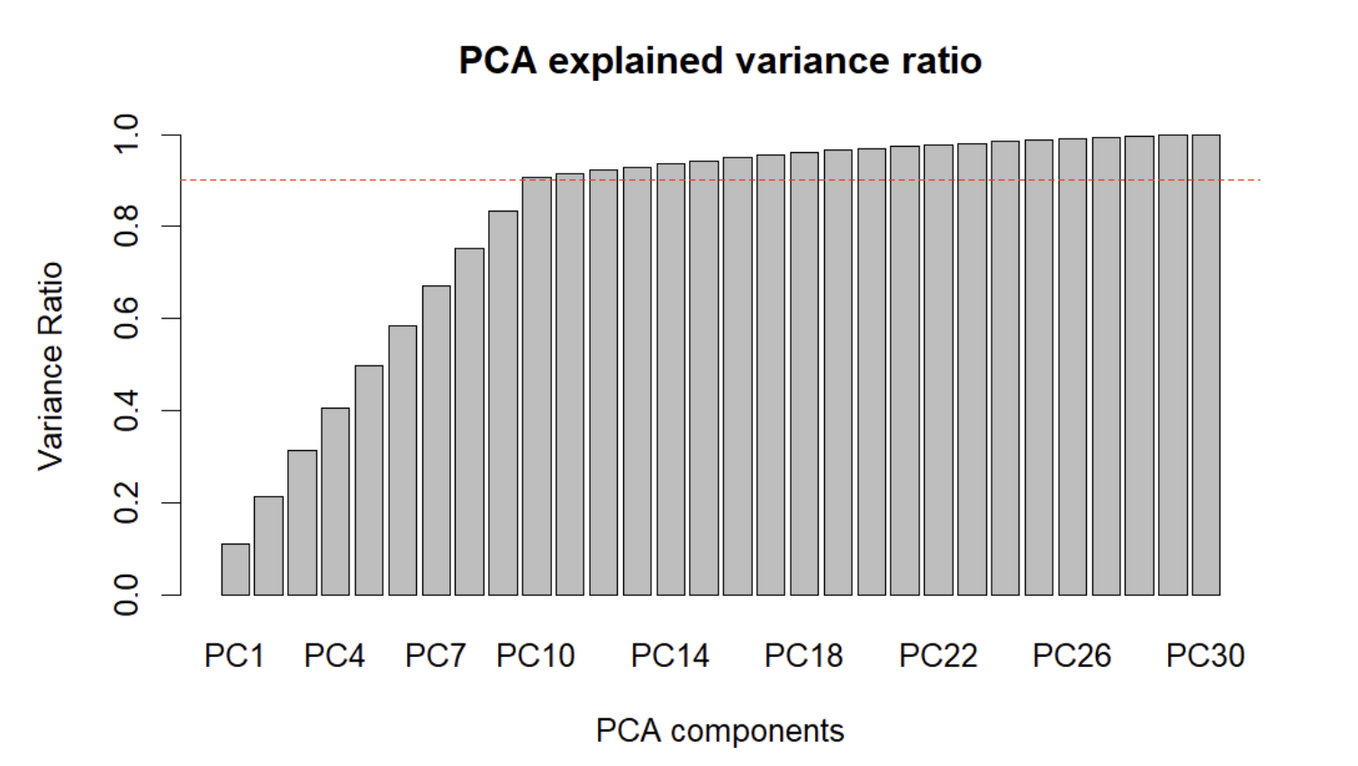 PCA explained variance ratio
1.0
0.8
0.6
0.4
0.2
0.0
Variance Ratio
PC1 PC4 PC7 PC10 PC14 PC18 PC22 PC26 PC30
PCA components